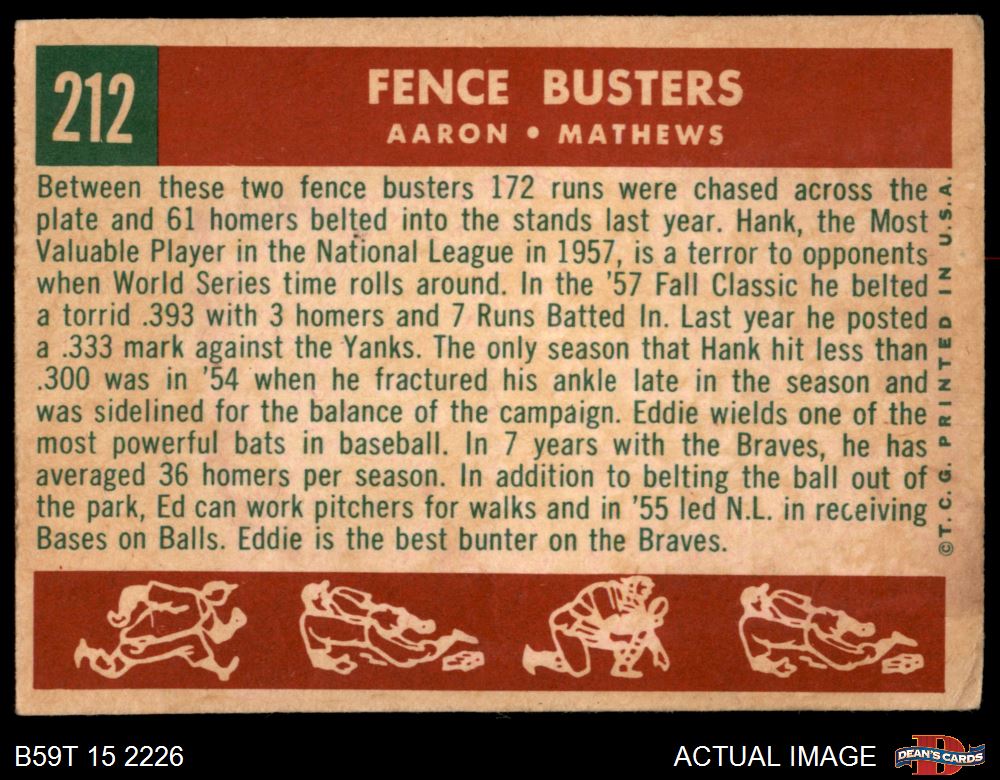 212
FENCE BUSTERS
AARON • MATHEWS
Between these two fence busters 172 runs were chased across the
plate and 61 homers belted into the stands last year. Hank, the Most
Valuable Player in the National League in 1957, is a terror to opponents
when World Series time rolls around. In the '57 Fall Classic he belted
a torrid .393 with 3 homers and 7 Runs Batted In. Last year he posted
a .333 mark against the Yanks. The only season that Hank hit less than
.300 was in '54 when he fractured his ankle late in the season and
was sidelined for the balance of the campaign. Eddie wields one of the
most powerful bats in baseball. In 7 years with the Braves, he has
averaged 36 homers per season. In addition to belting the ball out of
the park, Ed can work pitchers for walks and in '55 led N.L. in receiving
Bases on Balls. Eddie is the best bunter on the Braves.
© T. C. G. PRINTED IN U.S.A.
B59T 15 2226
ACTUAL IMAGE
D
DEAN'S CARDS